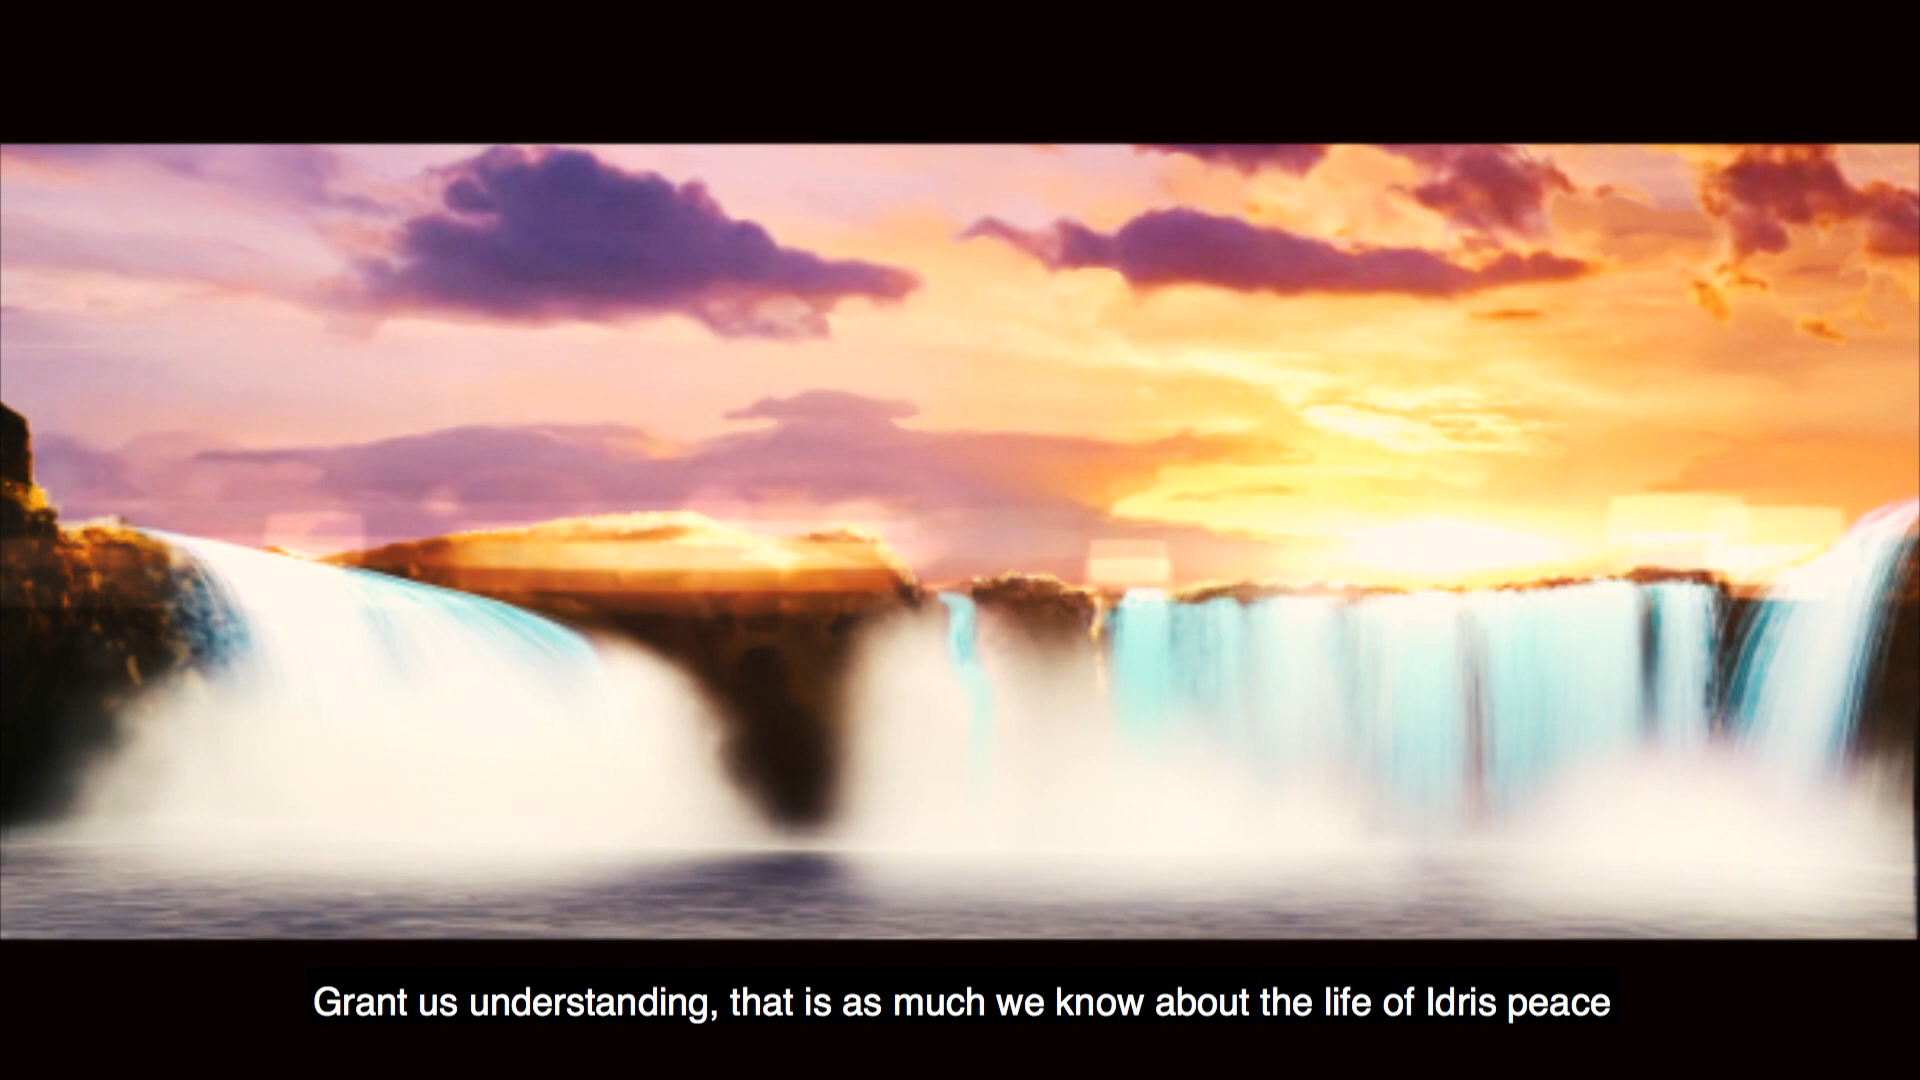 Grant us understanding, that is as much we know about the life of Idris peace